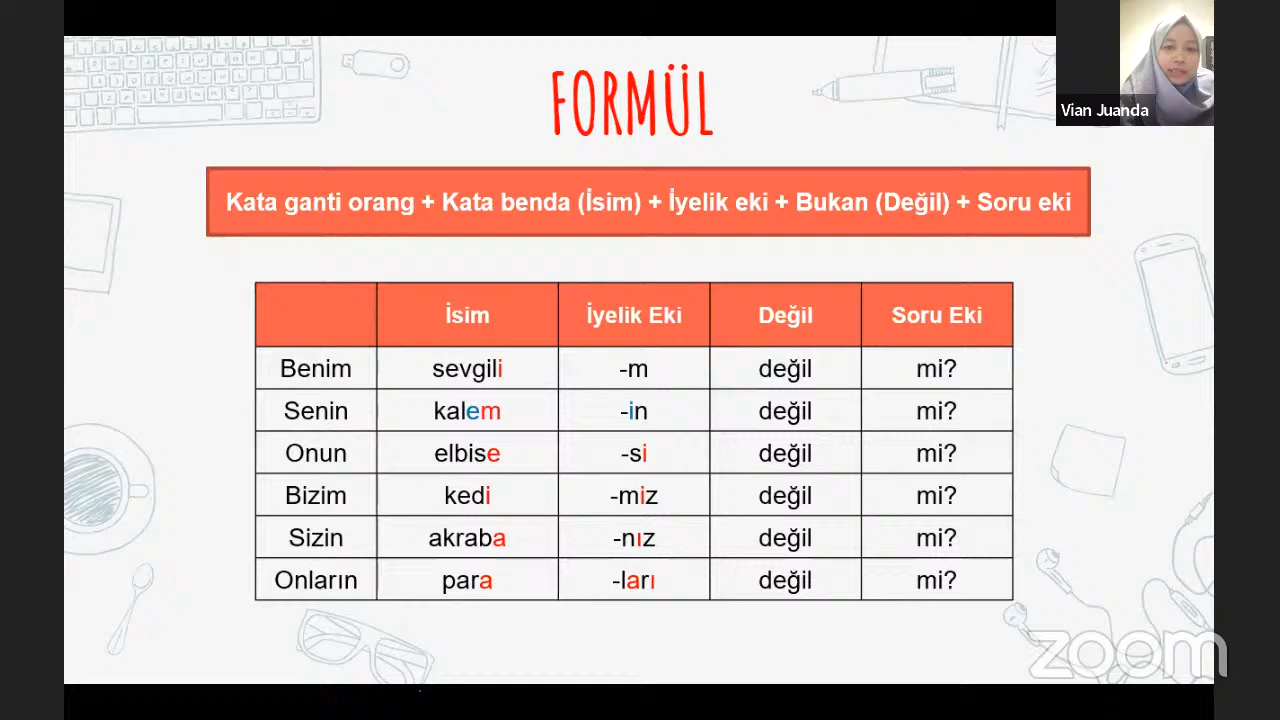 FORMÜL
Vian Juanda
Kata ganti orang + Kata benda (İsim) + İyelik eki + Bukan (Değil) + Soru eki
İsim İyelik Eki Değil Soru Eki
Benim sevgili -m değil mi?
Senin kalem -in değil mi?
Onun elbise -si değil mi?
Bizim kedi -miz değil mi?
Sizin akraba -nız değil mi?
Onların para -ları değil mi?
zoom